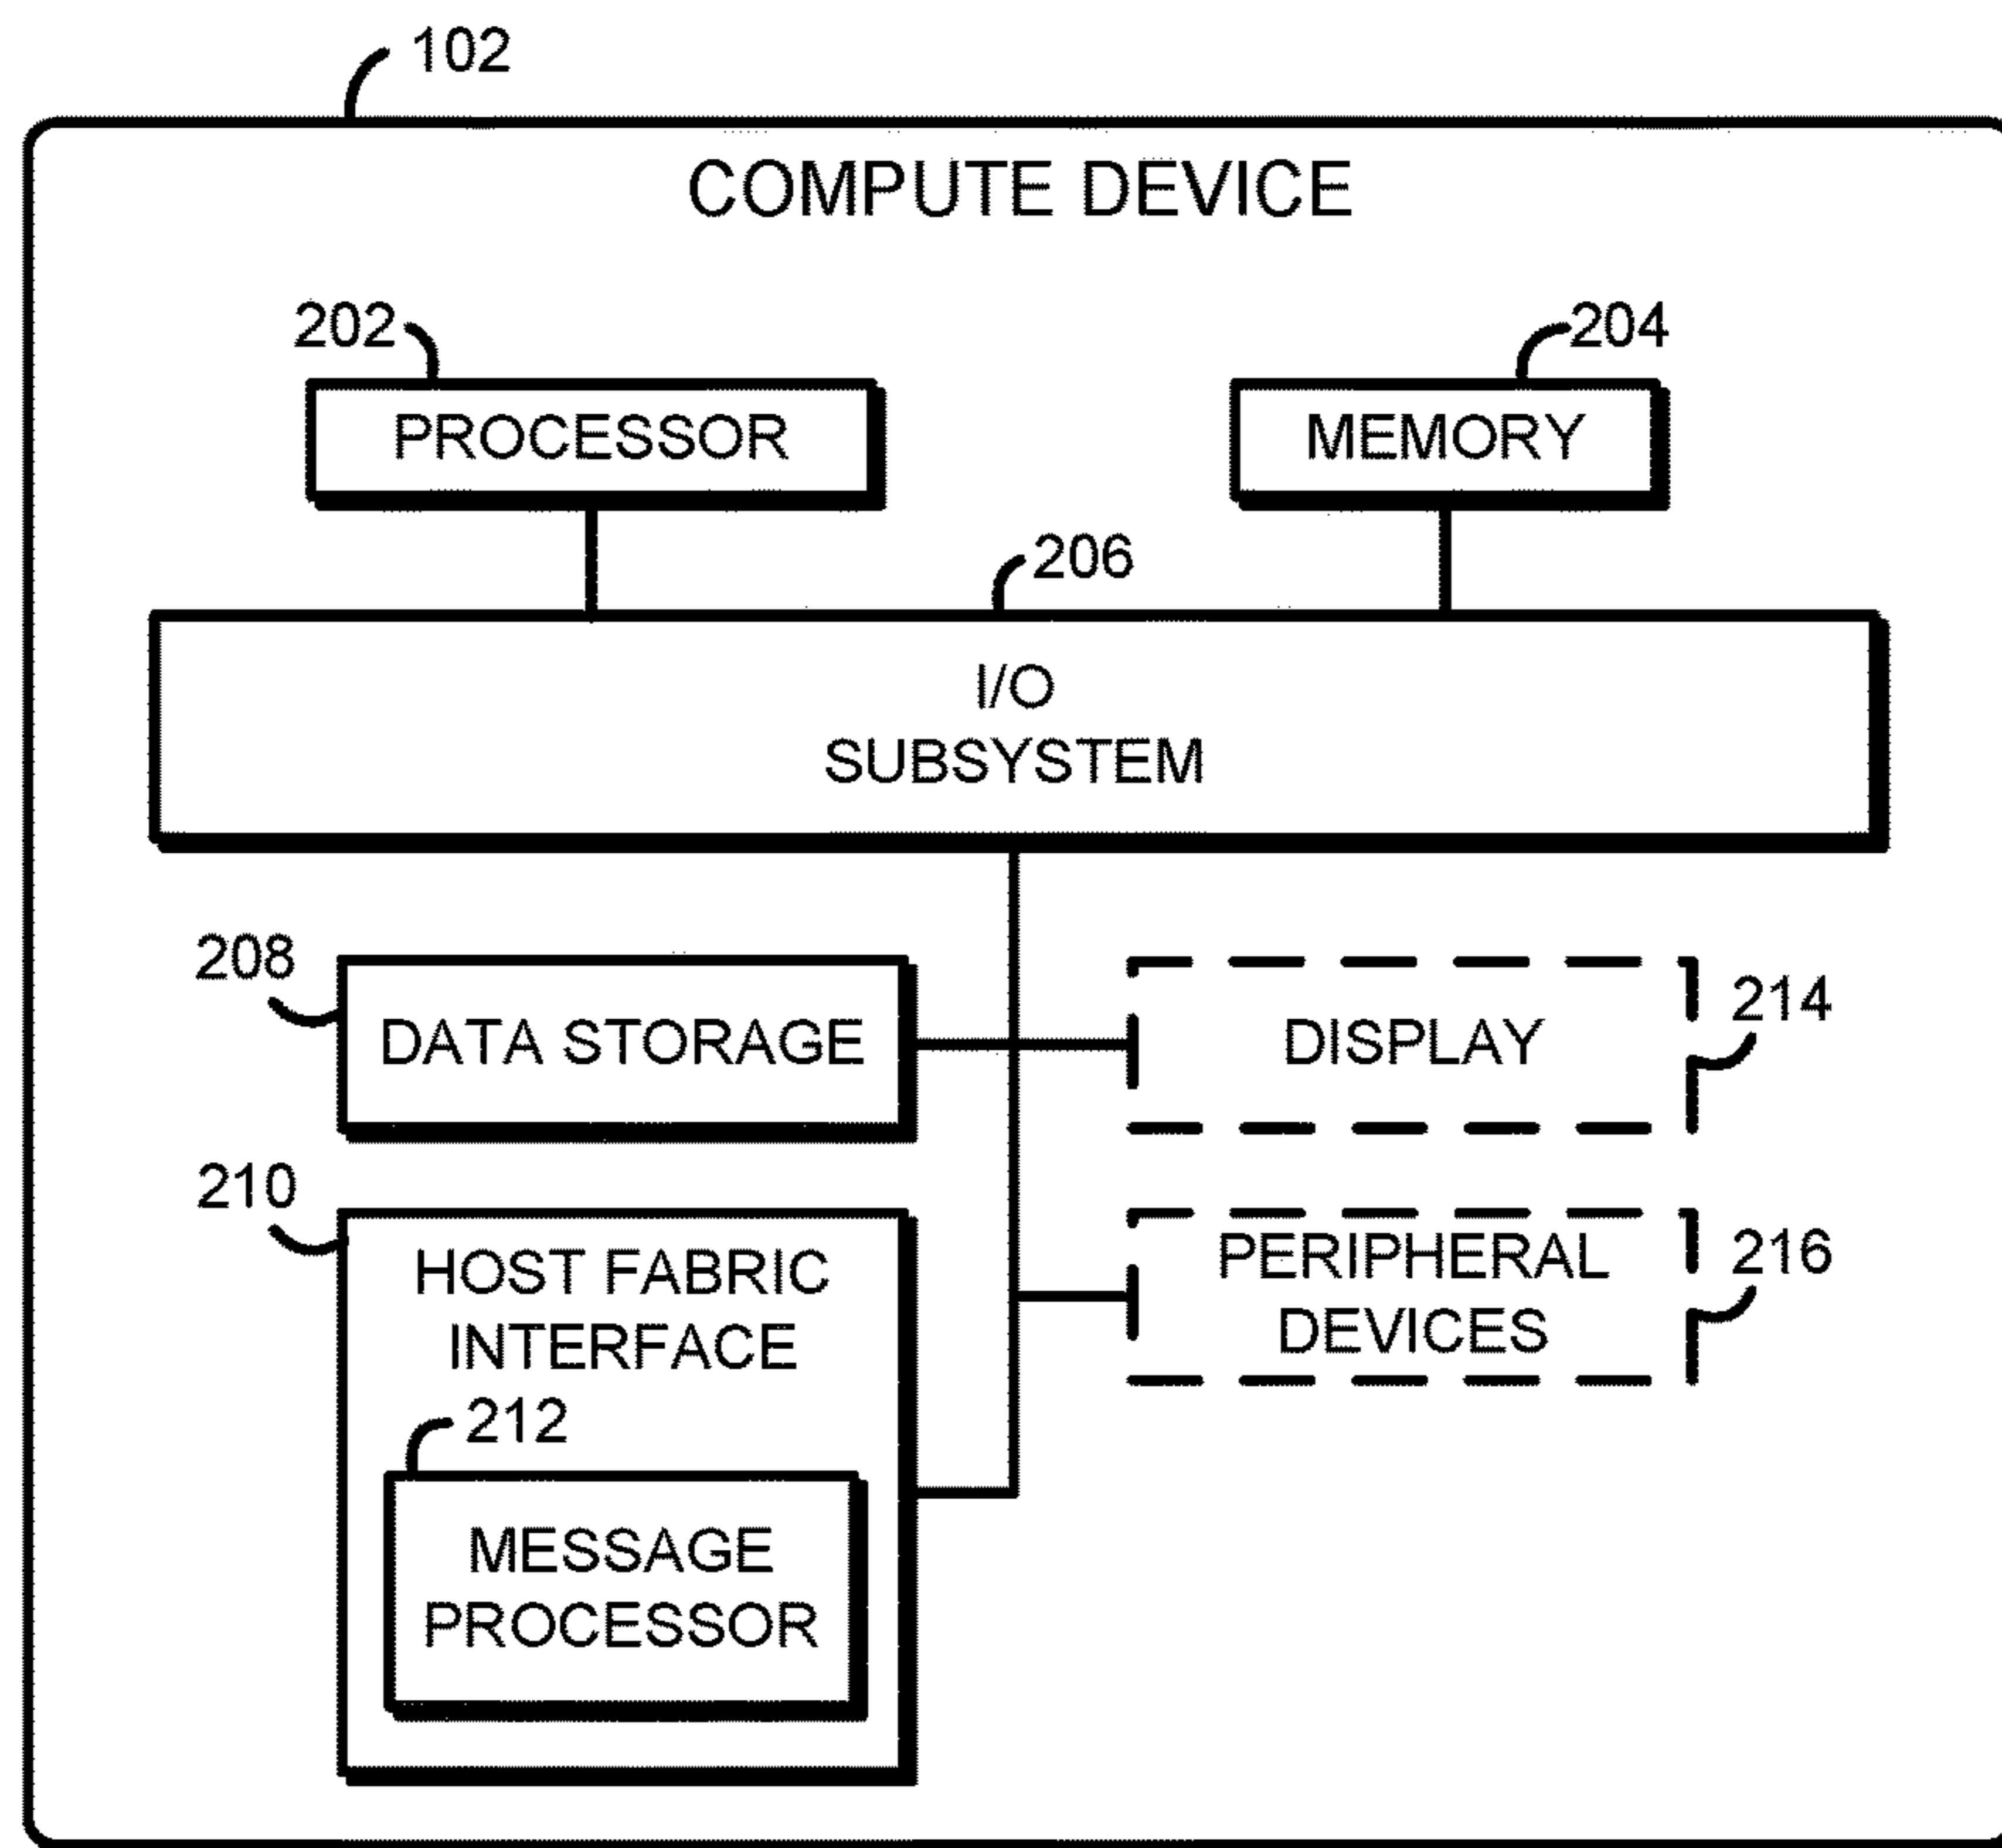 102
COMPUTE DEVICE
202
204
PROCESSOR
MEMORY
206
I/O
SUBSYSTEM
208
DATA STORAGE
DISPLAY
214
210
HOST FABRIC
INTERFACE
PERIPHERAL
DEVICES
216
212
MESSAGE
PROCESSOR